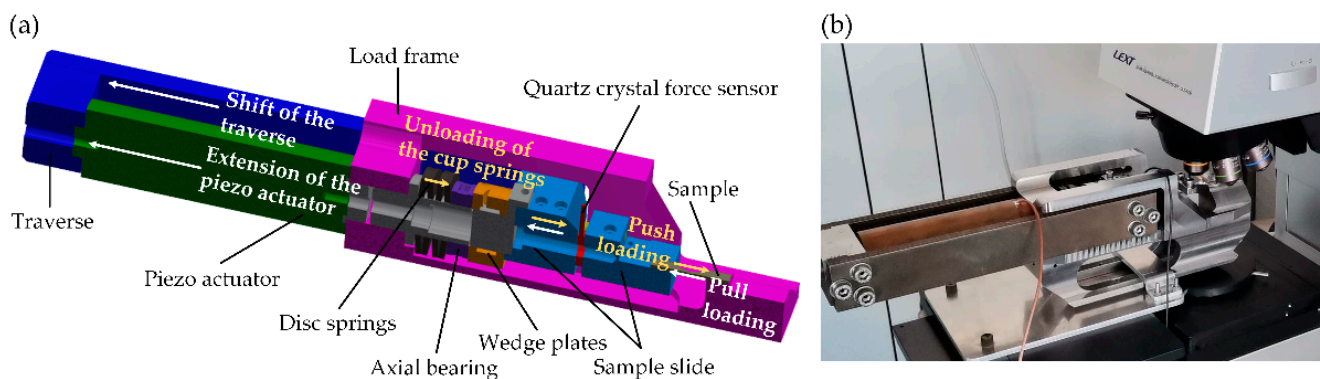 (a)
(b)
Load frame
Quartz crystal force sensor
Shift of the
traverse
Unloading of
the cup springs
Extension of the
piezo actuator
Sample
Push
loading
Pull
loading
Traverse
Piezo actuator
Disc springs
Axial bearing
Wedge plates
Sample slide
LEXT